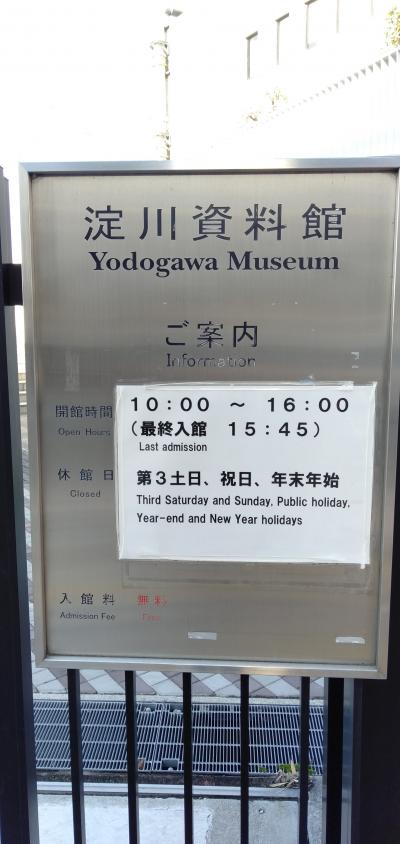 淀川資料館
Yodogawa Museum
ご案内
Information
開館時間
Open Hours
10：00 ～ 16：00
（最終入館 15：45）
Last admission
休館日
Closed
第３土日、祝日、年末年始
Third Saturday and Sunday, Public holiday,
Year-end and New Year holidays
入館料 無料
Admission Fee Free